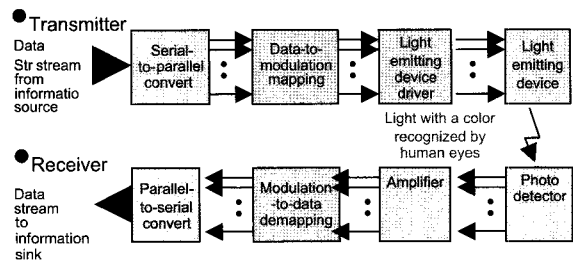 Transmitter
Data
Str stream
from
informatio
source
Serial-
to-parallel
convert
Data-to-
modulation
mapping
Light
emitting
device
driver
Light
emitting
device
Light with a color
recognized by
human eyes
Receiver
Data
stream
to
information
sink
Parallel-
to-serial
convert
Modulation
-to-data
demapping
Amplifier
Photo
detector